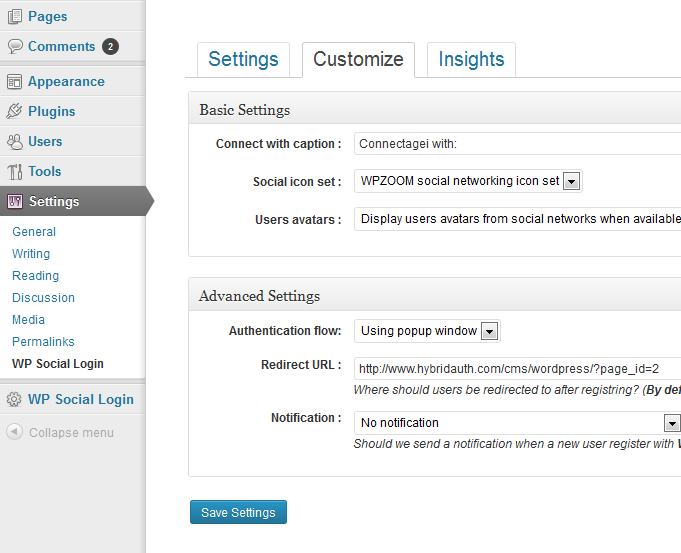 Pages
Comments 2
Appearance
Plugins
Users
Tools
Settings
General
Writing
Reading
Discussion
Media
Permalinks
WP Social Login
WP Social Login
Collapse menu
Settings Customize Insights
Basic Settings
Connect with caption : Connectagei with:
Social icon set : WPZOOM social networking icon set
Users avatars : Display users avatars from social networks when available
Advanced Settings
Authentication flow: Using popup window
Redirect URL : http://www.hybridauth.com/cms/wordpress/?page_id=2
Where should users be redirected to after registring? (By def
Notification : No notification
Should we send a notification when a new user register with
Save Settings